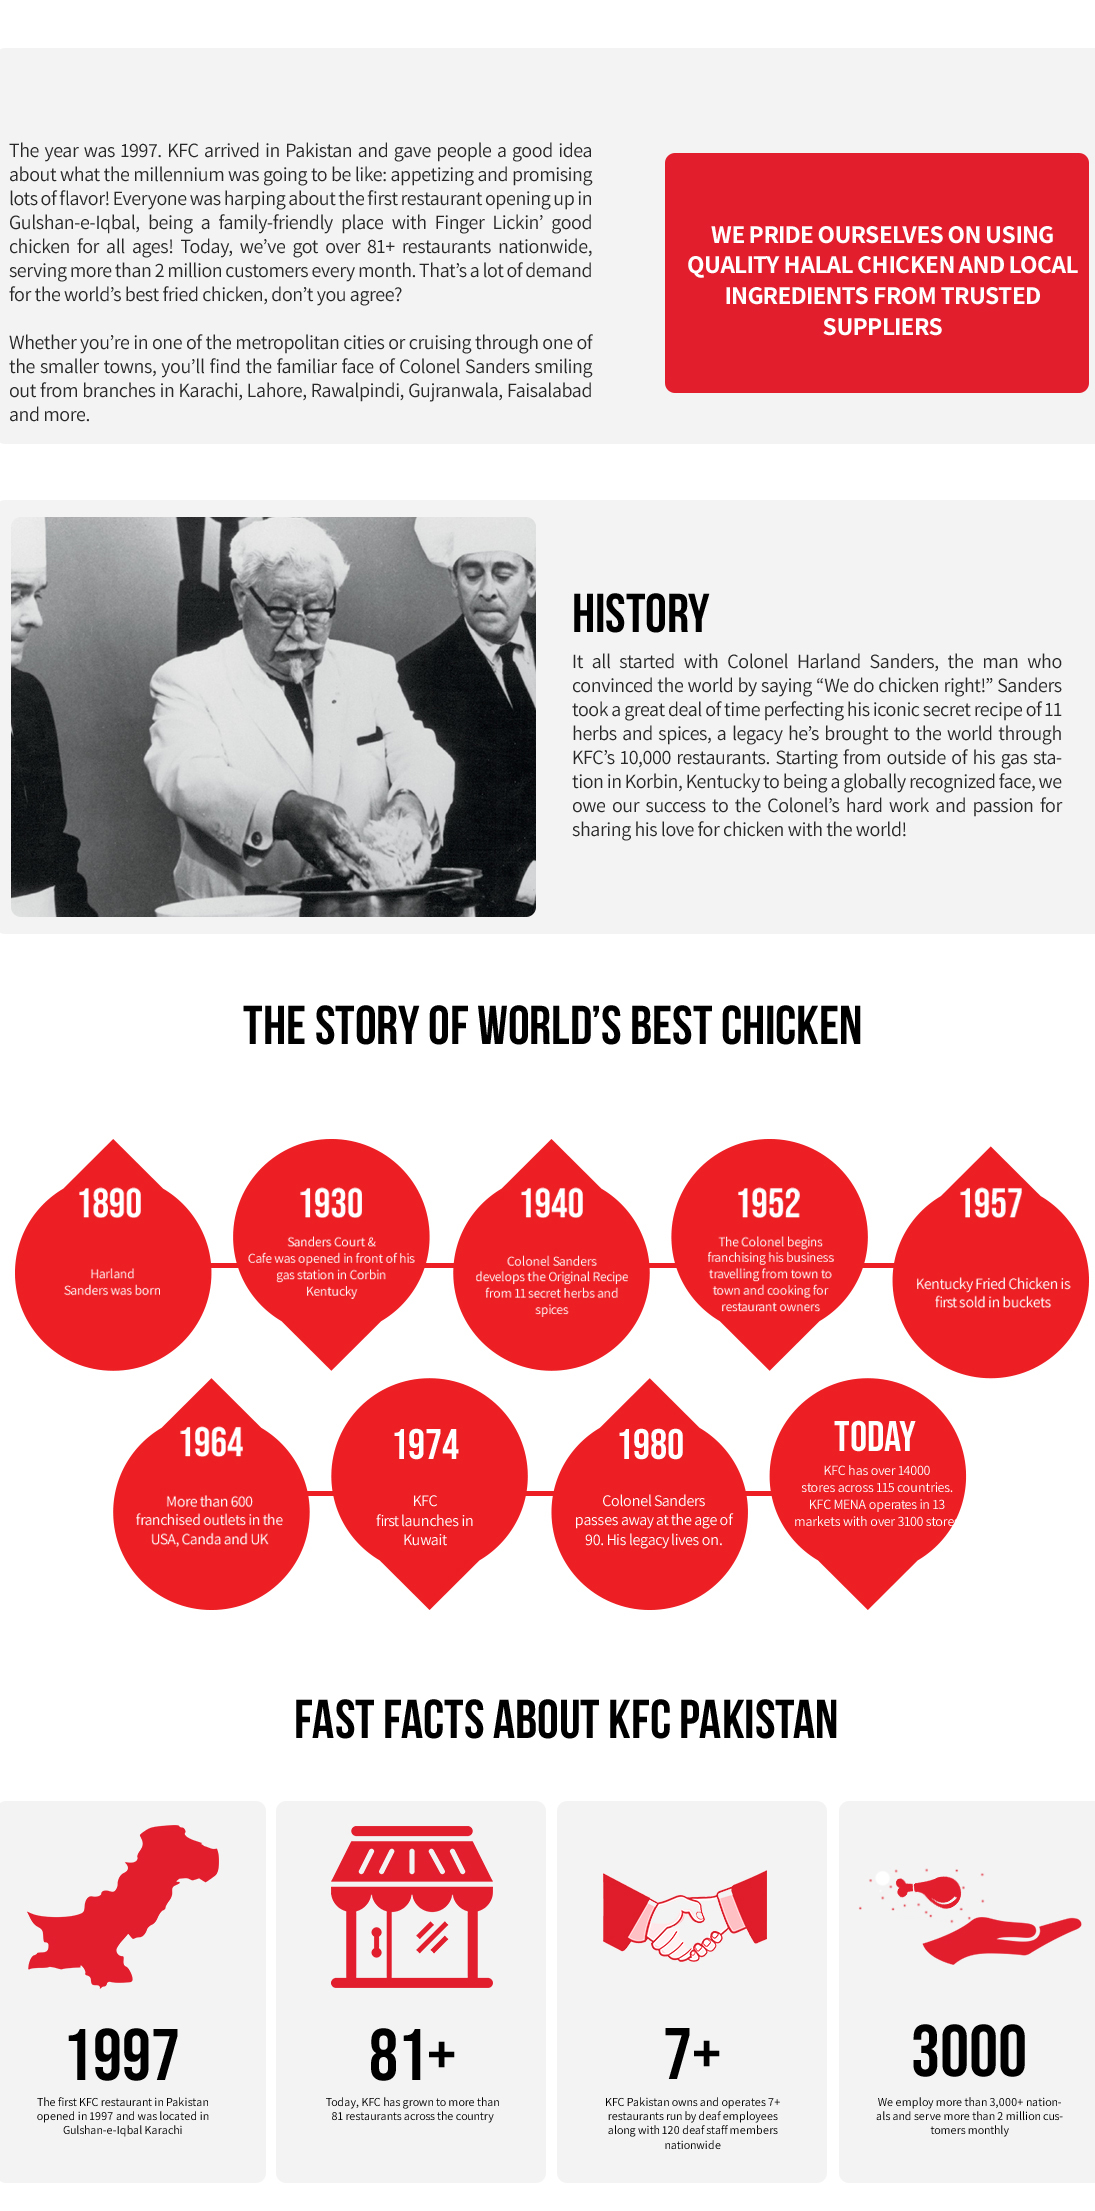 The year was 1997. KFC arrived in Pakistan and gave people a good idea
about what the millennium was going to be like: appetizing and promising
lots of flavor! Everyone was harping about the first restaurant opening up in
Gulshan-e-Iqbal, being a family-friendly place with Finger Lickin’ good
chicken for all ages! Today, we’ve got over 81+ restaurants nationwide,
serving more than 2 million customers every month. That’s a lot of demand
for the world’s best fried chicken, don’t you agree?
Whether you’re in one of the metropolitan cities or cruising through one of
the smaller towns, you’ll find the familiar face of Colonel Sanders smiling
out from branches in Karachi, Lahore, Rawalpindi, Gujranwala, Faisalabad
and more.
WE PRIDE OURSELVES ON USING
QUALITY HALAL CHICKEN AND LOCAL
INGREDIENTS FROM TRUSTED
SUPPLIERS
HISTORY
It all started with Colonel Harland Sanders, the man who
convinced the world by saying “We do chicken right!” Sanders
took a great deal of time perfecting his iconic secret recipe of 11
herbs and spices, a legacy he’s brought to the world through
KFC’s 10,000 restaurants. Starting from outside of his gas sta-
tion in Korbin, Kentucky to being a globally recognized face, we
owe our success to the Colonel’s hard work and passion for
sharing his love for chicken with the world!
THE STORY OF WORLD’S BEST CHICKEN
1890
Harland
Sanders was born
1930
Sanders Court &
Cafe was opened in front of his
gas station in Corbin
Kentucky
1940
Colonel Sanders
develops the Original Recipe
from 11 secret herbs and
spices
1952
The Colonel begins
franchising his business
travelling from town to
town and cooking for
restaurant owners
1957
Kentucky Fried Chicken is
first sold in buckets
1964
More than 600
franchised outlets in the
USA, Canda and UK
1974
KFC
first launches in
Kuwait
1980
Colonel Sanders
passes away at the age of
90. His legacy lives on.
TODAY
KFC has over 14000
stores across 115 countries.
KFC MENA operates in 13
markets with over 3100 store
FAST FACTS ABOUT KFC PAKISTAN
1997
The first KFC restaurant in Pakistan
opened in 1997 and was located in
Gulshan-e-Iqbal Karachi
81+
Today, KFC has grown to more than
81 restaurants across the country
7+
KFC Pakistan owns and operates 7+
restaurants run by deaf employees
along with 120 deaf staff members
nationwide
3000
We employ more than 3,000+ nation-
als and serve more than 2 million cus-
tomers monthly